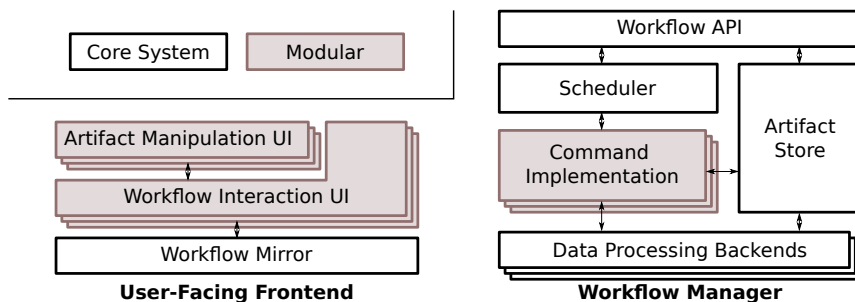 Core System
Modular
Artifact Manipulation UI
Workflow Interaction UI
Workflow Mirror
User-Facing Frontend
Workflow API
Scheduler
Command
Implementation
Artifact
Store
Data Processing Backends
Workflow Manager